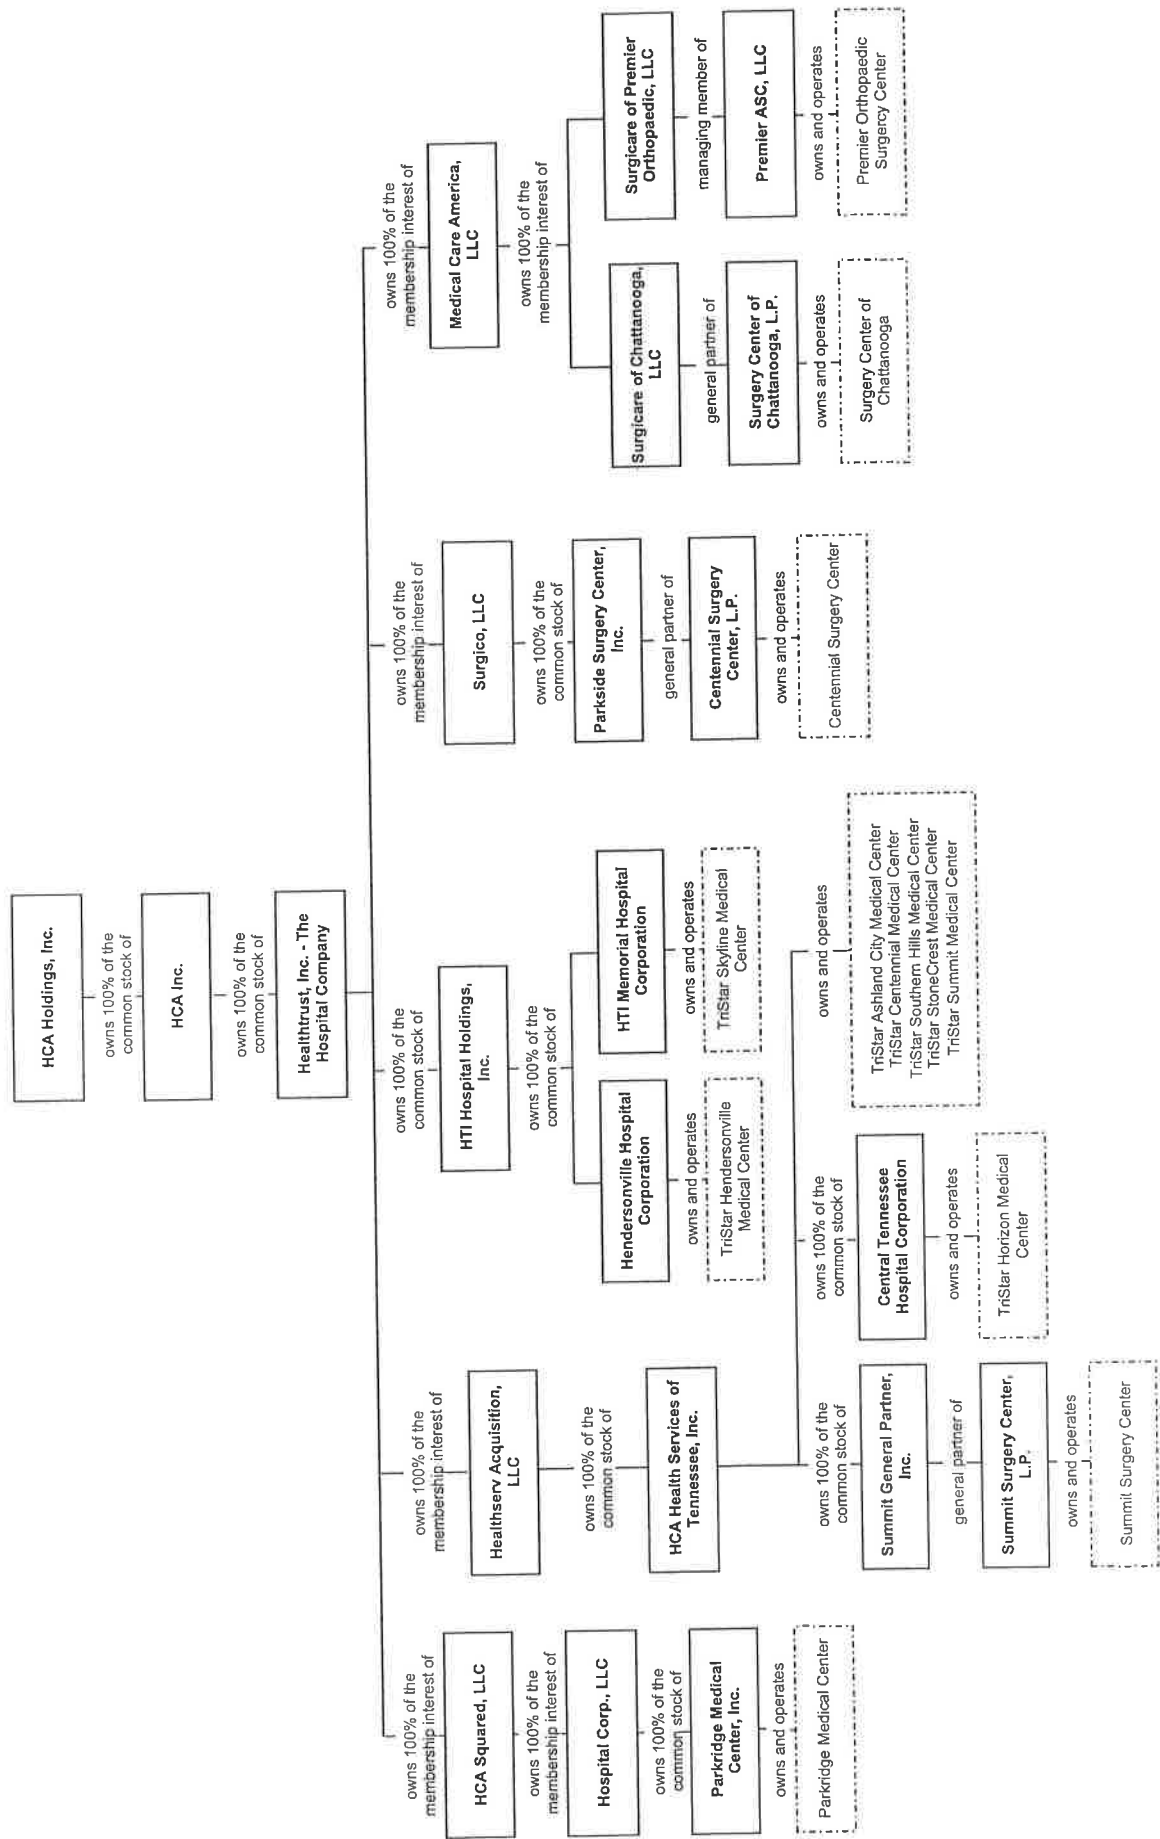 HCA Holdings, Inc.
owns 100% of the
common stock of
HCA Inc.
owns 100% of the
common stock of
Healthtrust, Inc. - The
Hospital Company
owns 100% of the
membership interest of
HCA Squared, LLC
owns 100% of the
membership interest of
Hospital Corp., LLC
owns 100% of the
common stock of
Parkridge Medical
Center, Inc.
owns and operates
Parkridge Medical Center
owns 100% of the
membership interest of
Healthserv Acquisition,
LLC
owns 100% of the
common stock of
HCA Health Services of
Tennessee, Inc.
owns 100% of the
common stock of
Summit General Partner,
Inc.
general partner of
Summit Surgery Center,
L.P.
owns and operates
Summit Surgery Center
owns 100% of the
common stock of
Central Tennessee
Hospital Corporation
owns and operates
TriStar Horizon Medical
Center
owns and operates
TriStar Ashland City Medical Center
TriStar Centennial Medical Center
TriStar Southern Hills Medical Center
TriStar StoneCrest Medical Center
TriStar Summit Medical Center
owns 100% of the
common stock of
HTI Hospital Holdings,
Inc.
owns 100% of the
common stock of
Hendersonville Hospital
Corporation
owns and operates
TriStar Hendersonville
Medical Center
HTI Memorial Hospital
Corporation
owns and operates
TriStar Skyline Medical
Center
owns 100% of the
membership interest of
Surgico, LLC
owns 100% of the
common stock of
Parkside Surgery Center,
Inc.
general partner of
Centennial Surgery
Center, L.P.
owns and operates
Centennial Surgery Center
owns 100% of the
membership interest of
Medical Care America,
LLC
owns 100% of the
membership interest of
Surgicare of Chattanooga,
LLC
general partner of
Surgery Center of
Chattanooga, L.P.
owns and operates
Surgery Center of
Chattanooga
Surgicare of Premier
Orthopaedic, LLC
managing member of
Premier ASC, LLC
owns and operates
Premier Orthopaedic
Surgercy Center